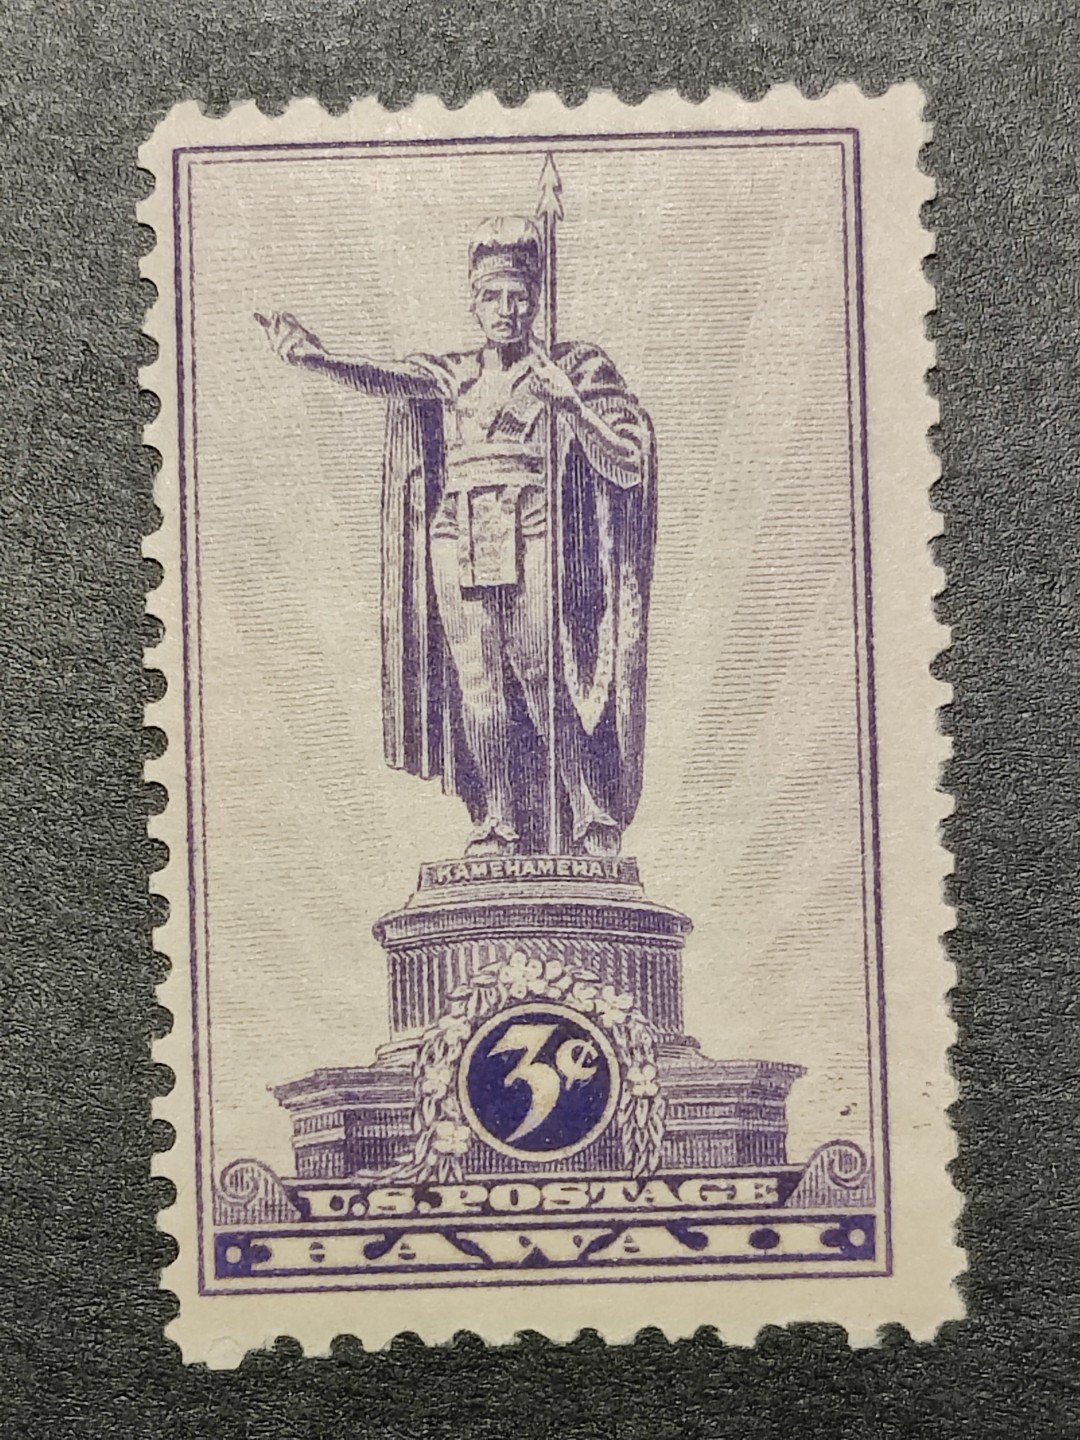 KAMEHAMEHA I
3¢
U.S. POSTAGE
HAWAII